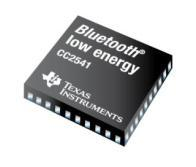 Bluetooth®
low energy
CC2541
TEXAS
INSTRUMENTS